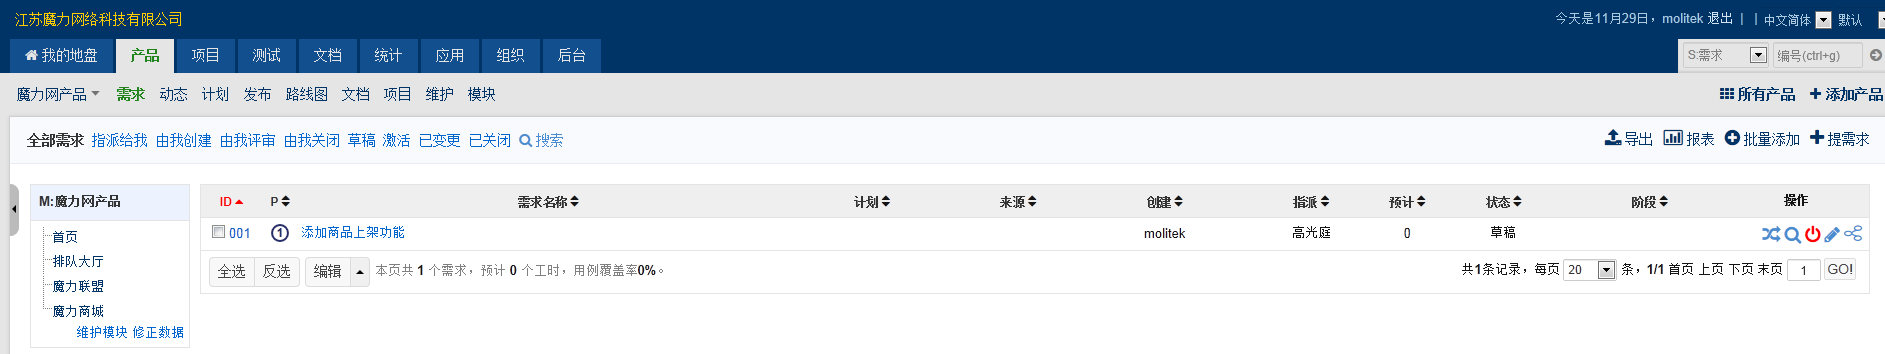 江苏魔力网络科技有限公司
今天是11月29日，molitek 退出 | | 中文简体 默认
我的地盘 产品 项目 测试 文档 统计 应用 组织 后台
S:需求 编号(ctrl+g)
魔力网产品 需求 动态 计划 发布 路线图 文档 项目 维护 模块
所有产品 添加产品
全部需求 指派给我 由我创建 由我评审 由我关闭 草稿 激活 已变更 已关闭 搜索
导出 报表 批量添加 提需求
M:魔力网产品
首页
排队大厅
魔力联盟
魔力商城
维护模块 修正数据
ID P 需求名称 计划 来源 创建 指派 预计 状态 阶段 操作
001 1 添加商品上架功能 molitek 高光庭 0 草稿
全选 反选 编辑 本页共 1 个需求，预计 0 个工时，用例覆盖率0%。
共1条记录，每页 20 条，1/1 首页 上页 下页 末页 1 GO!